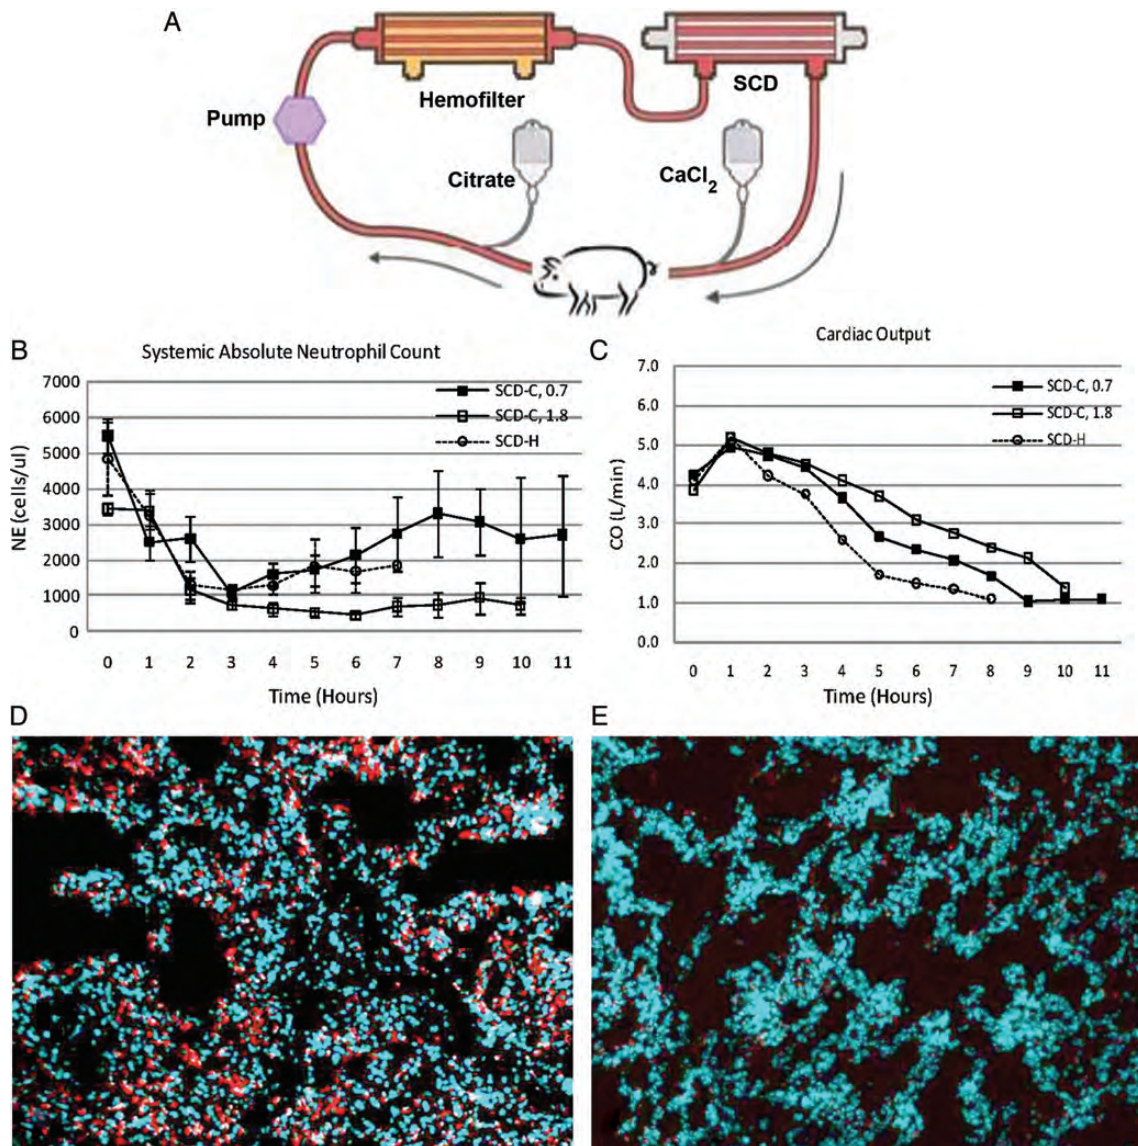 A
Hemofilter
SCD
Pump
Citrate
CaCl2
B
Systemic Absolute Neutrophil Count
NE (cells/ul)
7000
6000
5000
4000
3000
2000
1000
0
SCD-C, 0.7
SCD-C, 1.8
SCD-H
0 1 2 3 4 5 6 7 8 9 10 11
Time (Hours)
C
Cardiac Output
CO (L/min)
7.0
6.0
5.0
4.0
3.0
2.0
1.0
0.0
SCD-C, 0.7
SCD-C, 1.8
SCD-H
0 1 2 3 4 5 6 7 8 9 10 11
Time (Hours)
D
E